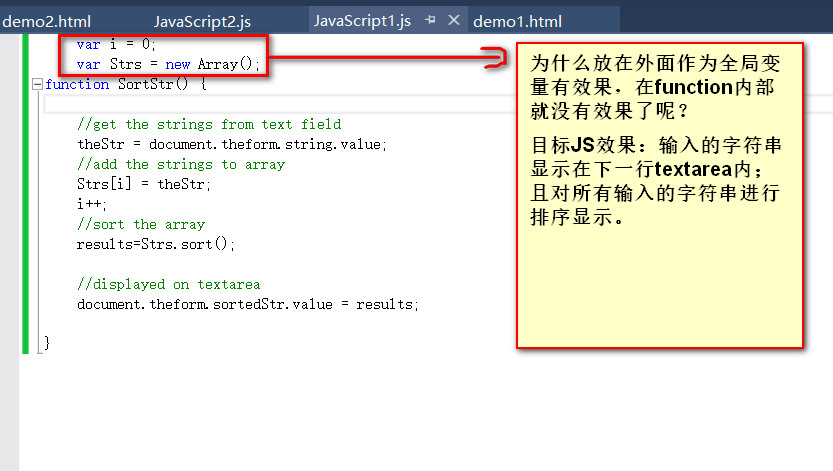 demo2.html JavaScript2.js JavaScript1.js demo1.html
var i = 0;
var Strs = new Array();
function SortStr() {
//get the strings from text field
theStr = document.theform.string.value;
//add the strings to array
Strs[i] = theStr;
i++;
//sort the array
results=Strs.sort();
//displayed on textarea
document.theform.sortedStr.value = results;
}
为什么放在外面作为全局变
量有效果，在function内部
就没有效果了呢？
目标JS效果：输入的字符串
显示在下一行textarea内；
且对所有输入的字符串进行
排序显示。